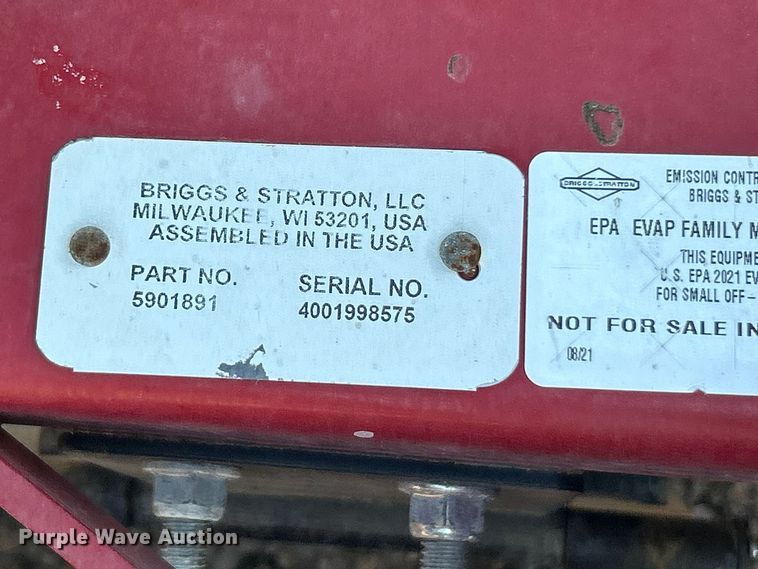 BRIGGS & STRATTON, LLC
MILWAUKEE, WI 53201, USA
ASSEMBLED IN THE USA
PART NO.
5901891
SERIAL NO.
4001998575
BRIGGS & STRATTON
EMISSION CONTR
BRIGGS & ST
EPA EVAP FAMILY M
THIS EQUIPME
U.S. EPA 2021 EV
FOR SMALL OFF-
NOT FOR SALE IN
08/21
Purple Wave Auction